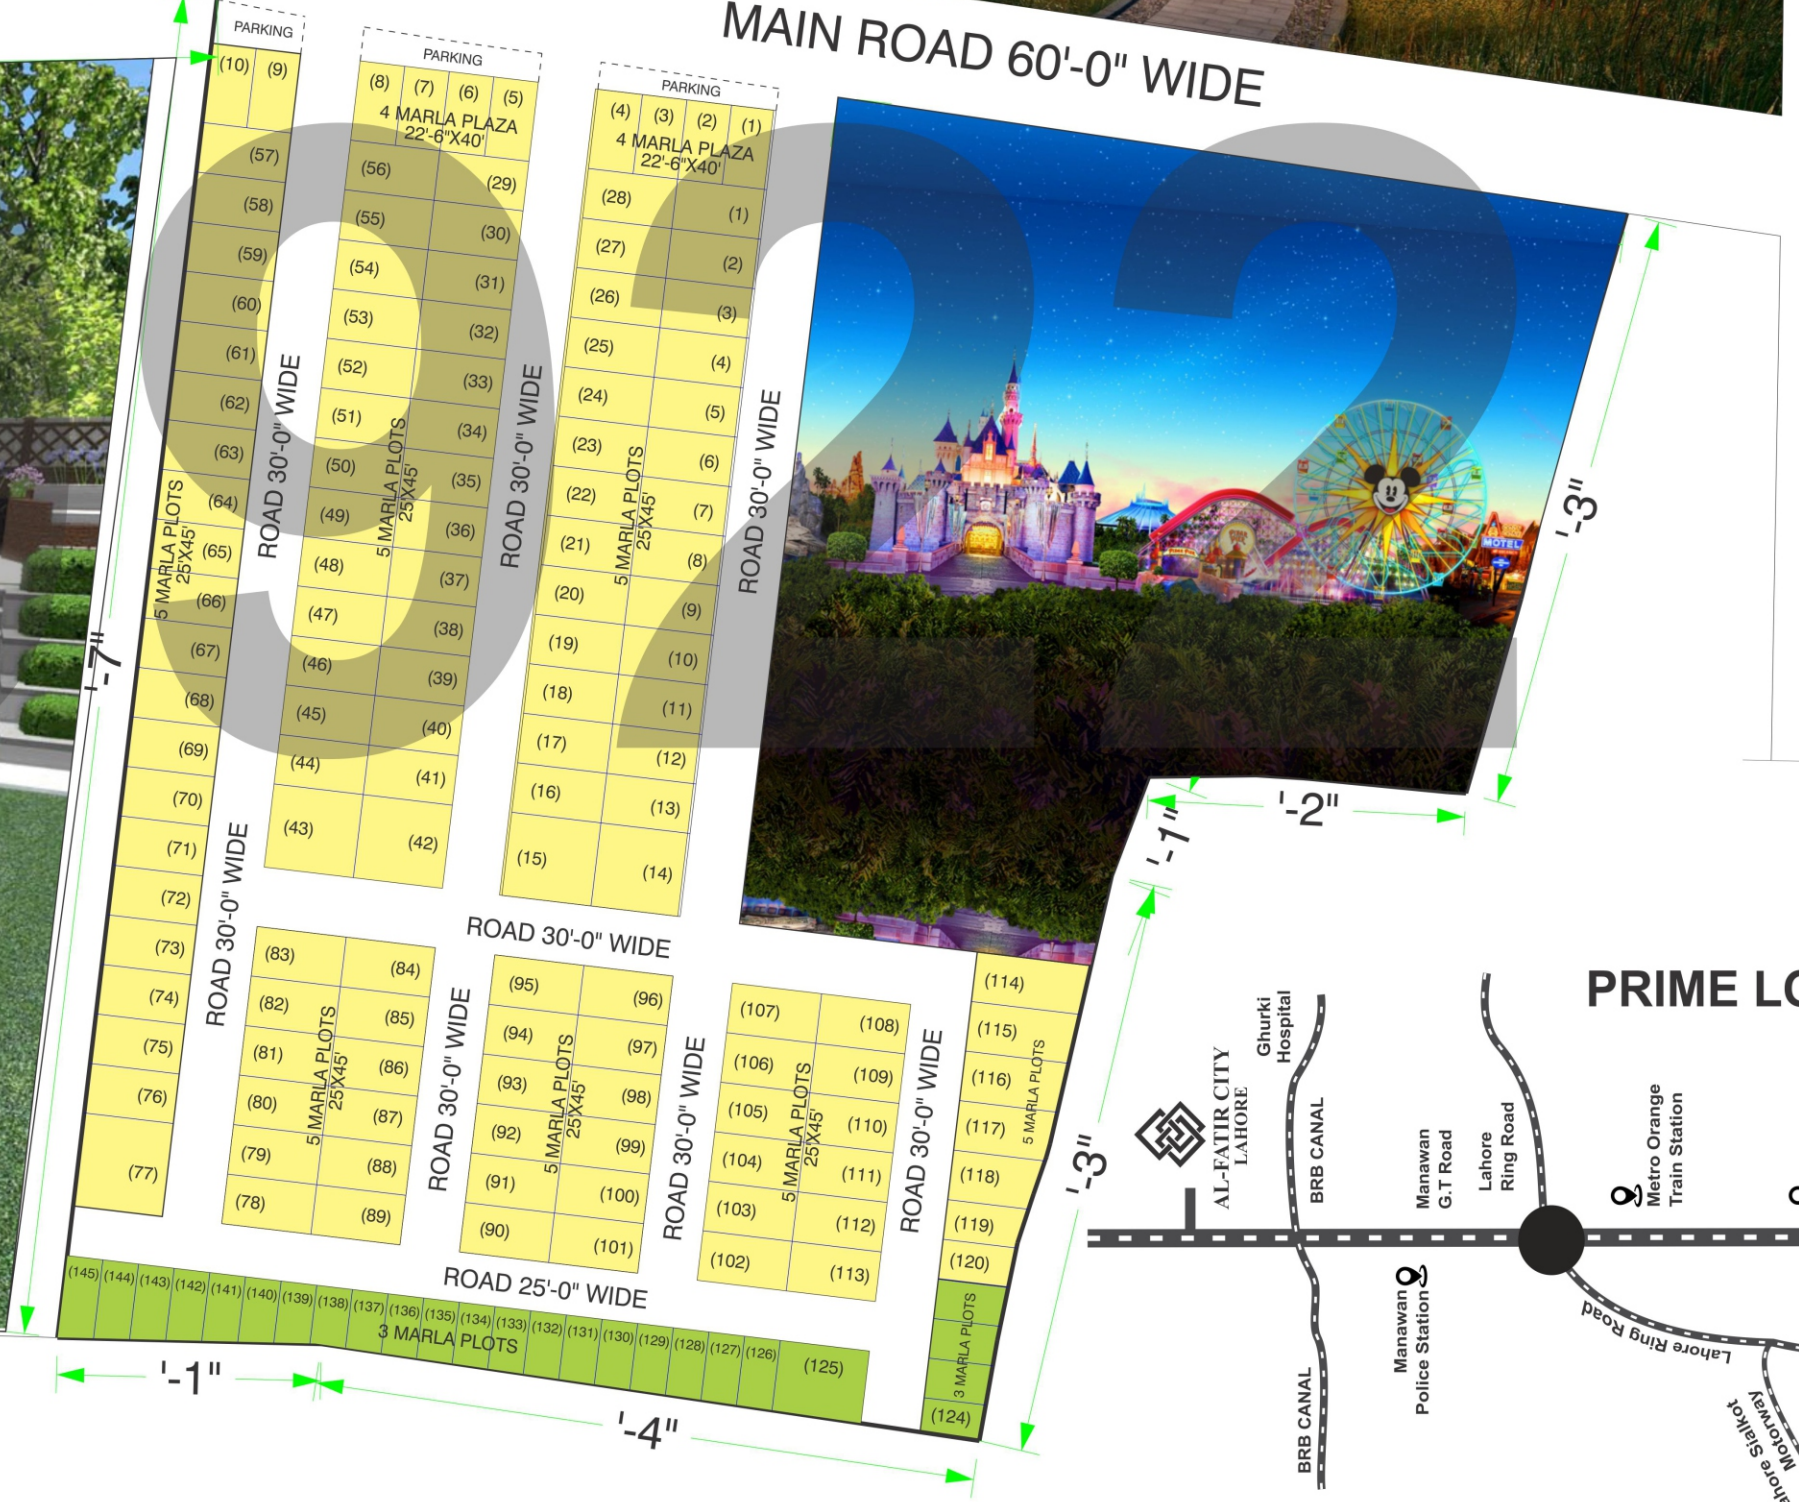 MAIN ROAD 60'-0" WIDE
PARKING
(10) (9)
PARKING
(8) (7) (6) (5)
4 MARLA PLAZA
22'-6"X40'
PARKING
(4) (3) (2) (1)
4 MARLA PLAZA
22'-6"X40'
922
(57)
(58)
(59)
(60)
(61)
(62)
(63)
(64)
(65)
(66)
(67)
(68)
(69)
(70)
(71)
(72)
(73)
(74)
(75)
(76)
(77)
5 MARLA PLOTS
25'X45'
ROAD 30'-0" WIDE
ROAD 30'-0" WIDE
(56) (29)
(55) (30)
(54) (31)
(53) (32)
(52) (33)
(51) (34)
(50) (35)
(49) (36)
(48) (37)
(47) (38)
(46) (39)
(45) (40)
(44) (41)
(43) (42)
5 MARLA PLOTS
25'X45'
ROAD 30'-0" WIDE
(28) (1)
(27) (2)
(26) (3)
(25) (4)
(24) (5)
(23) (6)
(22) (7)
(21) (8)
(20) (9)
(19) (10)
(18) (11)
(17) (12)
(16) (13)
(15) (14)
5 MARLA PLOTS
25'X45'
ROAD 30'-0" WIDE
MOTEL
'-7"
'-3"
'-2"
'-1"
ROAD 30'-0" WIDE
(83) (84)
(82) (85)
(81) (86)
(80) (87)
(79) (88)
(78) (89)
5 MARLA PLOTS
25'X45'
ROAD 30'-0" WIDE
(95) (96)
(94) (97)
(93) (98)
(92) (99)
(91) (100)
(90) (101)
5 MARLA PLOTS
25'X45'
ROAD 30'-0" WIDE
(107) (108)
(106) (109)
(105) (110)
(104) (111)
(103) (112)
(102) (113)
5 MARLA PLOTS
25'X45'
ROAD 30'-0" WIDE
(114)
(115)
(116)
(117)
(118)
(119)
(120)
5 MARLA PLOTS
3 MARLA PLOTS
(124)
'-3"
ROAD 25'-0" WIDE
(145) (144) (143) (142) (141) (140) (139) (138) (137) (136) (135) (134) (133) (132) (131) (130) (129) (128) (127) (126) (125)
3 MARLA PLOTS
'-1"
'-4"
PRIME LO
Ghurki
Hospital
AL-FATIR CITY
LAHORE
BRB CANAL
Manawan
G.T Road
Lahore
Ring Road
Metro Orange
Train Station
Manawan
Police Station
Lahore Ring Road
BRB CANAL
ahore Sialkot
Motorway